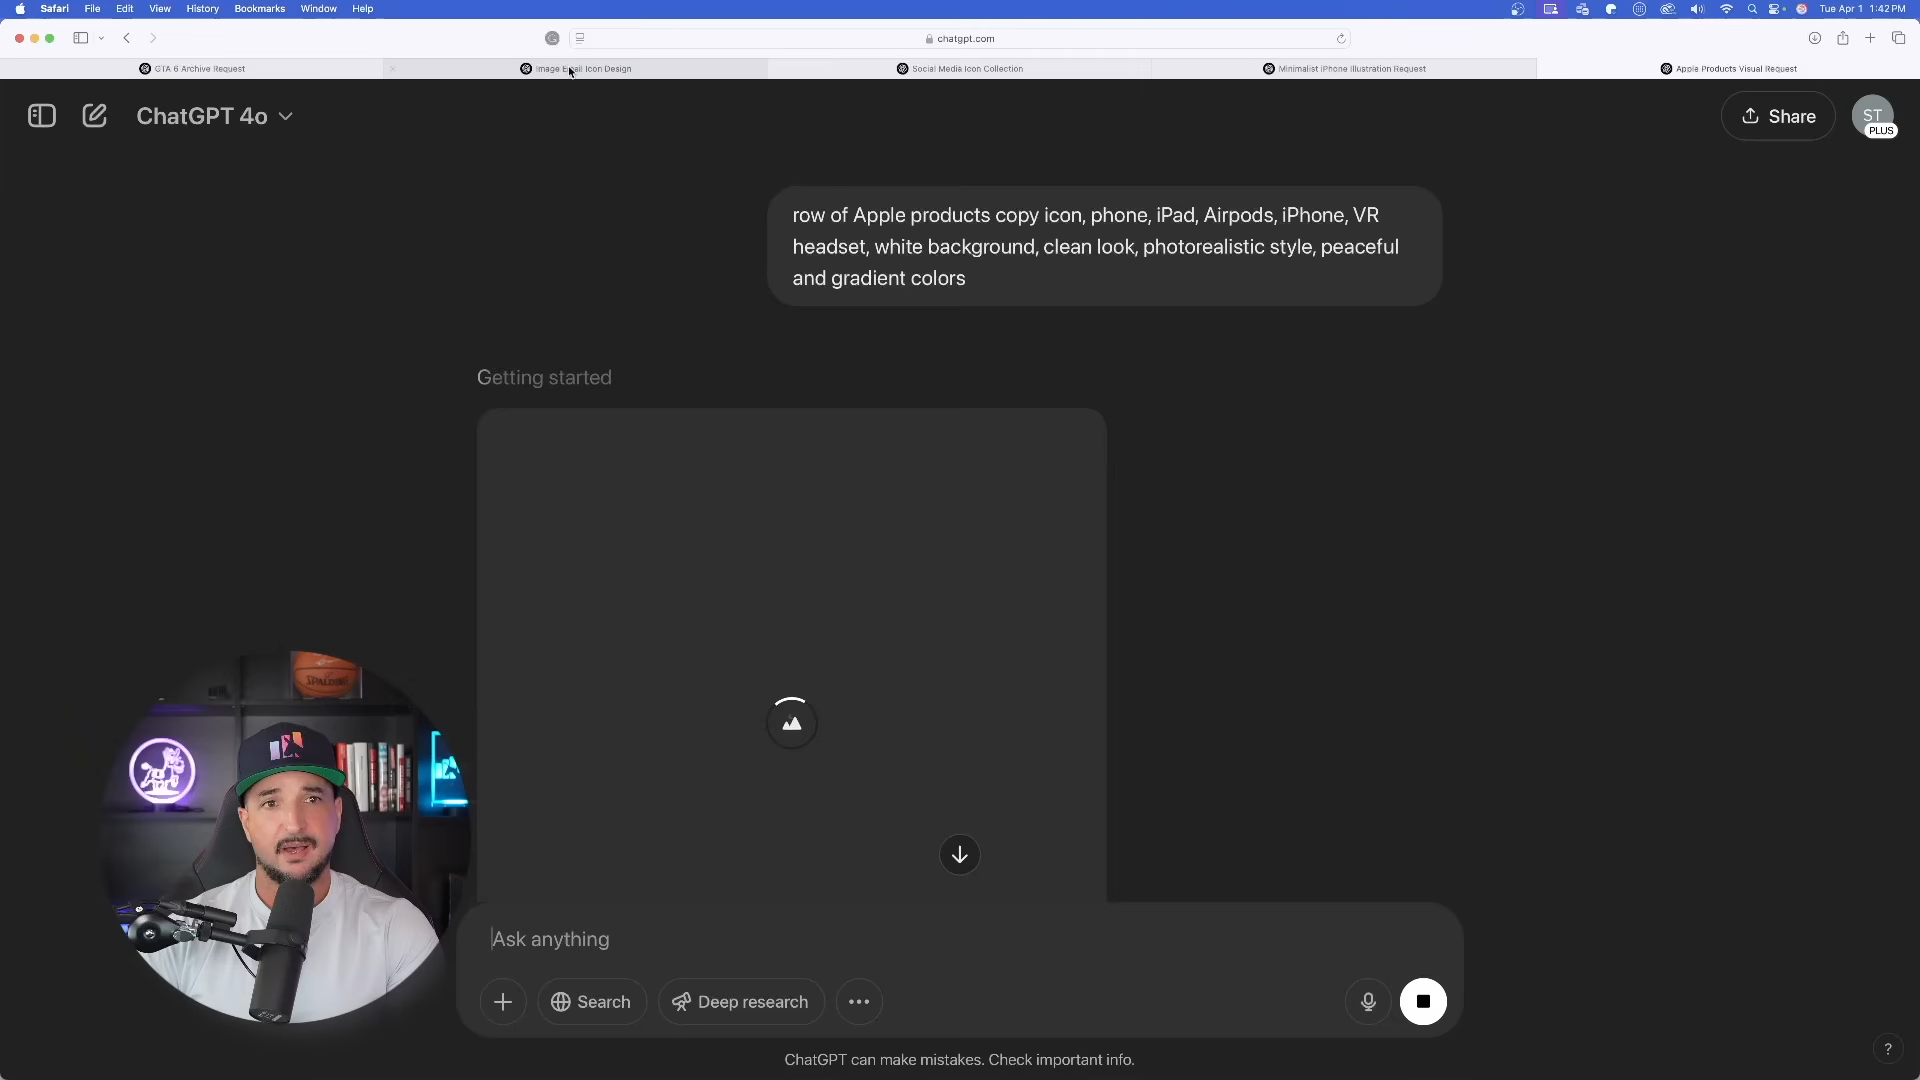 Safari File Edit View History Bookmarks Window Help Tue Apr 1 1:42 PM
chatgpt.com
GTA 6 Archive Request Image Email Icon Design Social Media Icon Collection Minimalist iPhone Illustration Request Apple Products Visual Request
ChatGPT 4o Share ST
PLUS
row of Apple products copy icon, phone, iPad, Airpods, iPhone, VR
headset, white background, clean look, photorealistic style, peaceful
and gradient colors
Getting started
SPALDING
Ask anything
Search Deep research
ChatGPT can make mistakes. Check important info.
?